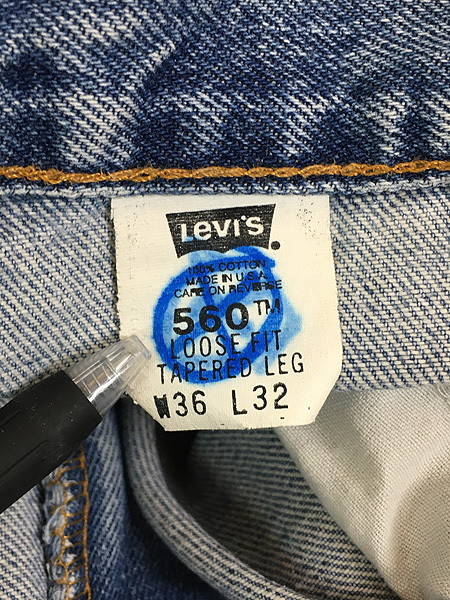 Levi's
100% COTTON
MADE IN U.S.A.
CARE ON REVERSE
560™
LOOSE FIT
TAPERED LEG
W36 L32